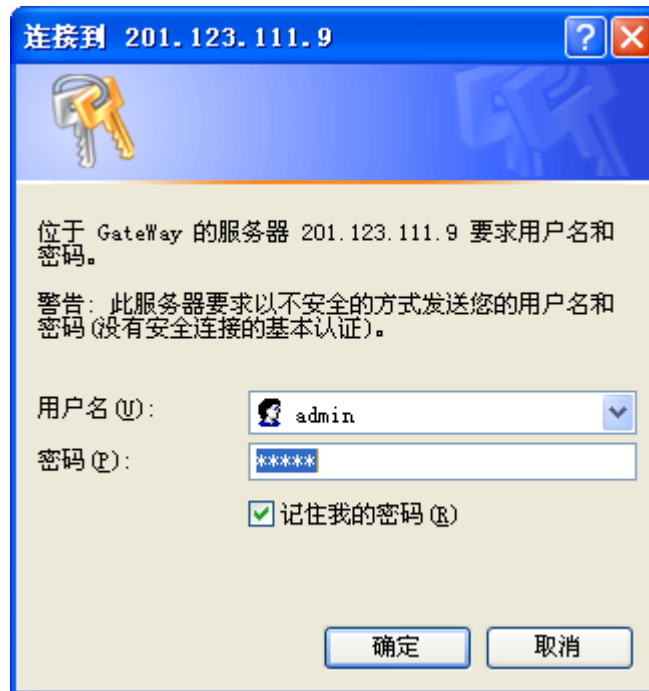 连接到 201.123.111.9
位于 GateWay 的服务器 201.123.111.9 要求用户名和
密码。
警告: 此服务器要求以不安全的方式发送您的用户名和
密码(没有安全连接的基本认证)。
用户名(U):
admin
密码(P):
*****
记住我的密码(R)
确定
取消